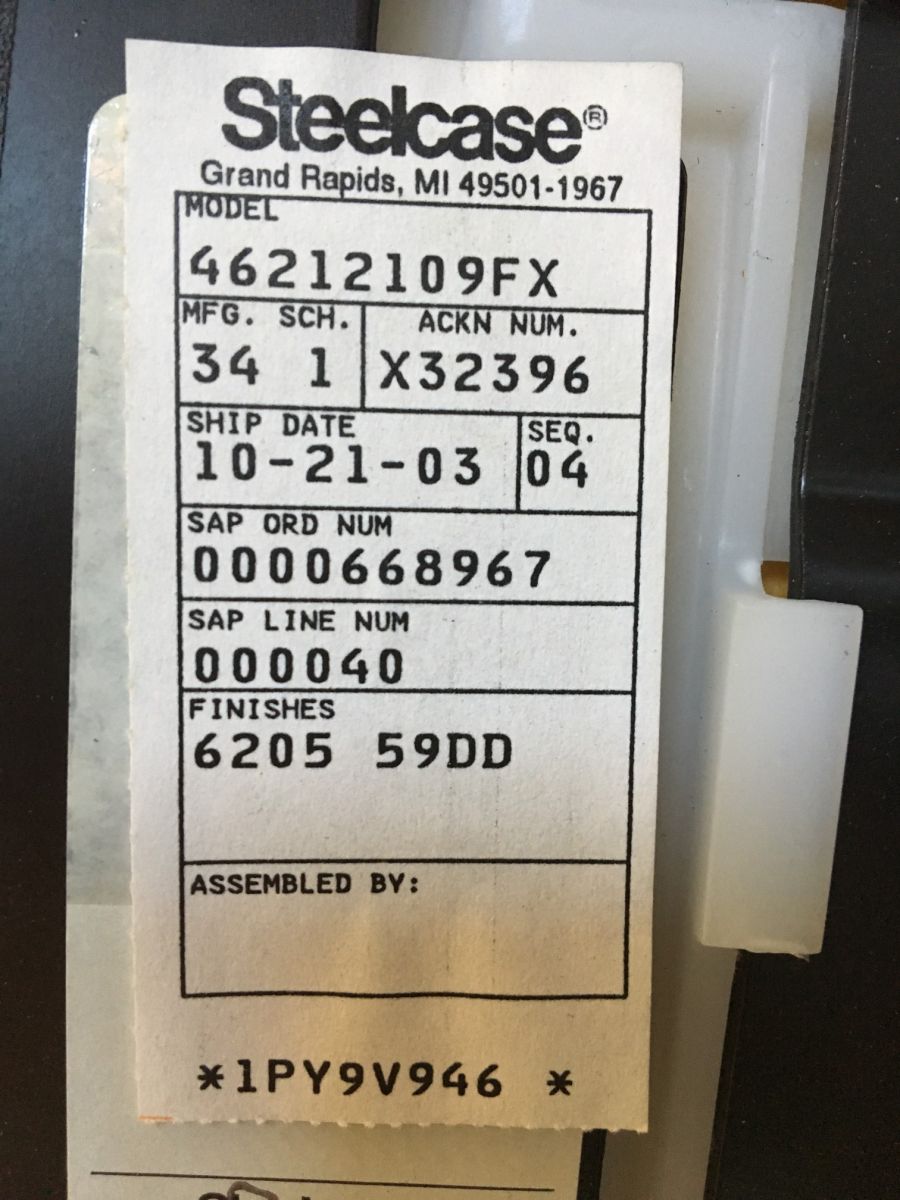 Steelcase®
Grand Rapids, MI 49501-1967
MODEL
46212109FX
MFG. SCH. ACKN NUM.
34 1 X32396
SHIP DATE SEQ.
10-21-03 04
SAP ORD NUM
0000668967
SAP LINE NUM
000040
FINISHES
6205 59DD
ASSEMBLED BY:
*1PY9V946 *